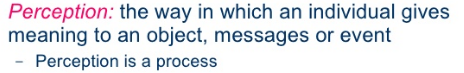 Perception: the way in which an individual gives
meaning to an object, messages or event
– Perception is a process